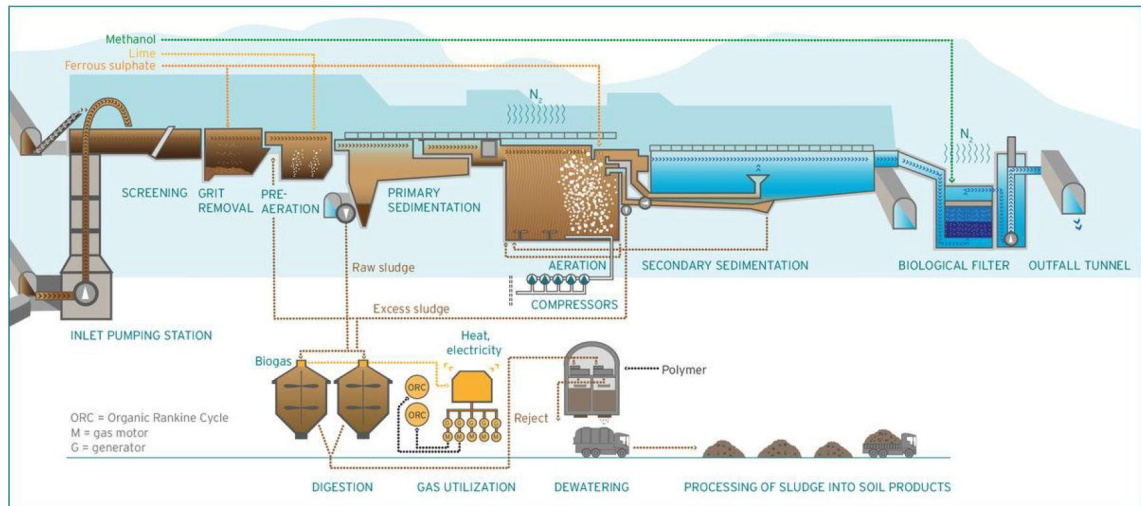 Methanol
Lime
Ferrous sulphate
N2
N2
SCREENING
GRIT
REMOVAL
PRE-
AERATION
PRIMARY
SEDIMENTATION
AERATION
SECONDARY SEDIMENTATION
BIOLOGICAL FILTER
OUTFALL TUNNEL
Raw sludge
COMPRESSORS
Excess sludge
INLET PUMPING STATION
Biogas
Heat,
electricity
Polymer
ORC
ORC
Reject
G G G G G
M M M M M
ORC = Organic Rankine Cycle
M = gas motor
G = generator
DIGESTION
GAS UTILIZATION
DEWATERING
PROCESSING OF SLUDGE INTO SOIL PRODUCTS